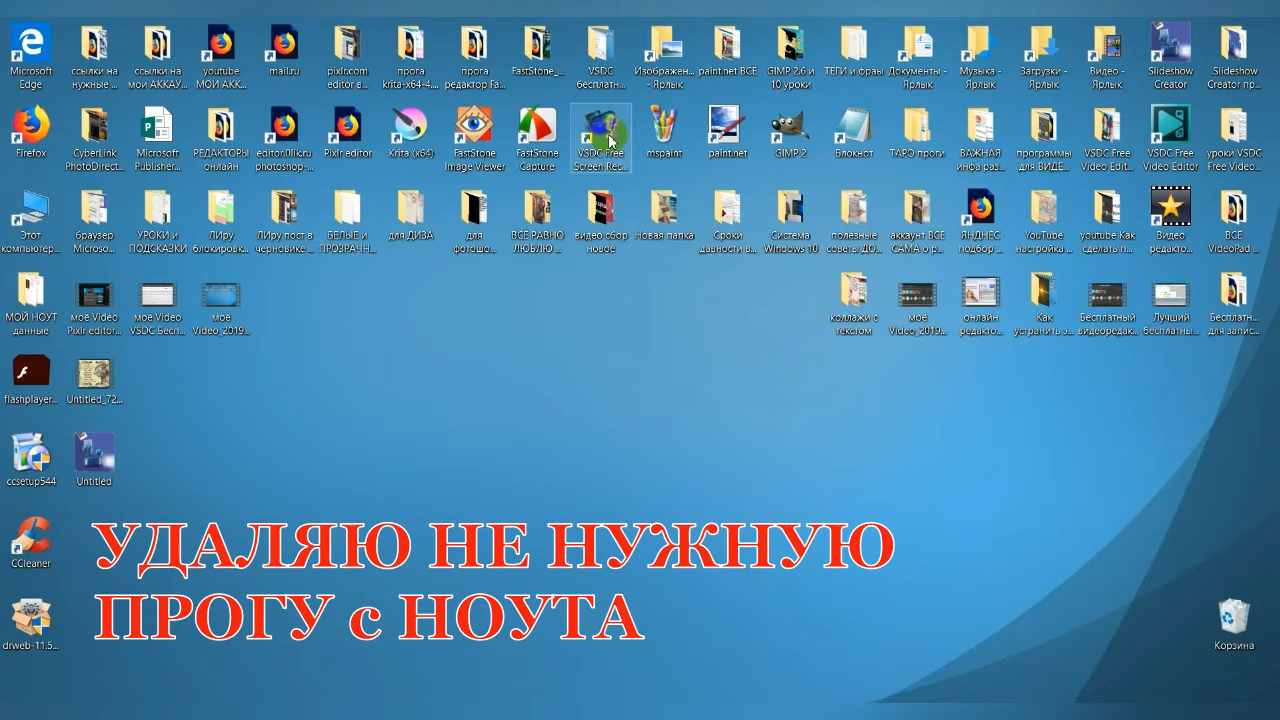 Microsoft Edge
ссылки на нужные ...
ссылки на мои АККАУ...
youtube МОЙ АКК...
mail.ru
pixlr.com editor в...
прога krita-x64-4...
прога редактор Fa...
FastStone_...
VSDC бесплатн...
Изображен... - Ярлык
paint.net ВСЕ
GIMP 2.6 и 10 уроки
ТЕГИ и фраы
Документы - Ярлык
Музыка - Ярлык
Загрузки - Ярлык
Видео - Ярлык
Slideshow Creator
.Slideshow Creator пр...
Firefox
CyberLink PhotoDirect...
Microsoft Publisher...
РЕДАКТОРЫ онлайн
editor.0lik.ru photoshop-...
Pixlr editor
Krita (x64)
FastStone Image Viewer
FastStone Capture
VSDC Free Screen Rec...
mspaint
paint.net
GIMP 2
Блокнот
ТАРО проги
ВАЖНАЯ инфа раз...
программы для ВИДЕ...
VSDC Free Video Edit...
VSDC Free Video Editor
уроки VSDC Free Video...
Этот компьютер...
браузер Microso...
УРОКИ и ПОДСКАЗКИ
ЛИру блокировк...
ЛИру пост в черновике ...
БЕЛЫЕ и ПРОЗРАЧН...
для ДИЗА
для фотошо...
ВСЁ РАВНО ЛЮБЛЮ ...
видео сбор новое
Новая папка
Сроки давности в...
Система Windows 10
полезные советы ДО...
аккаунт ВСЕ САМА о р...
ЯНДНЕС подбор ...
YouTube настройка ...
youtube Как сделать п...
Видео редакто...
ВСЕ VideoPad ...
МОЙ НОУТ данные
мое Video Pixlr editor...
мое Video VSDC Бесп...
мое Video_2019...
коллажи с текстом
мое Video_2019...
онлайн редакто...
Как устранить э...
Бесплатный видеоредак...
Лучший бесплатны...
Бесплатн... для запис...
flashplayer...
Untitled_72...
ccsetup544
Untitled
CCleaner
drweb-11.5...
Корзина
УДАЛЯЮ НЕ НУЖНУЮ
ПРОГУ с НОУТА